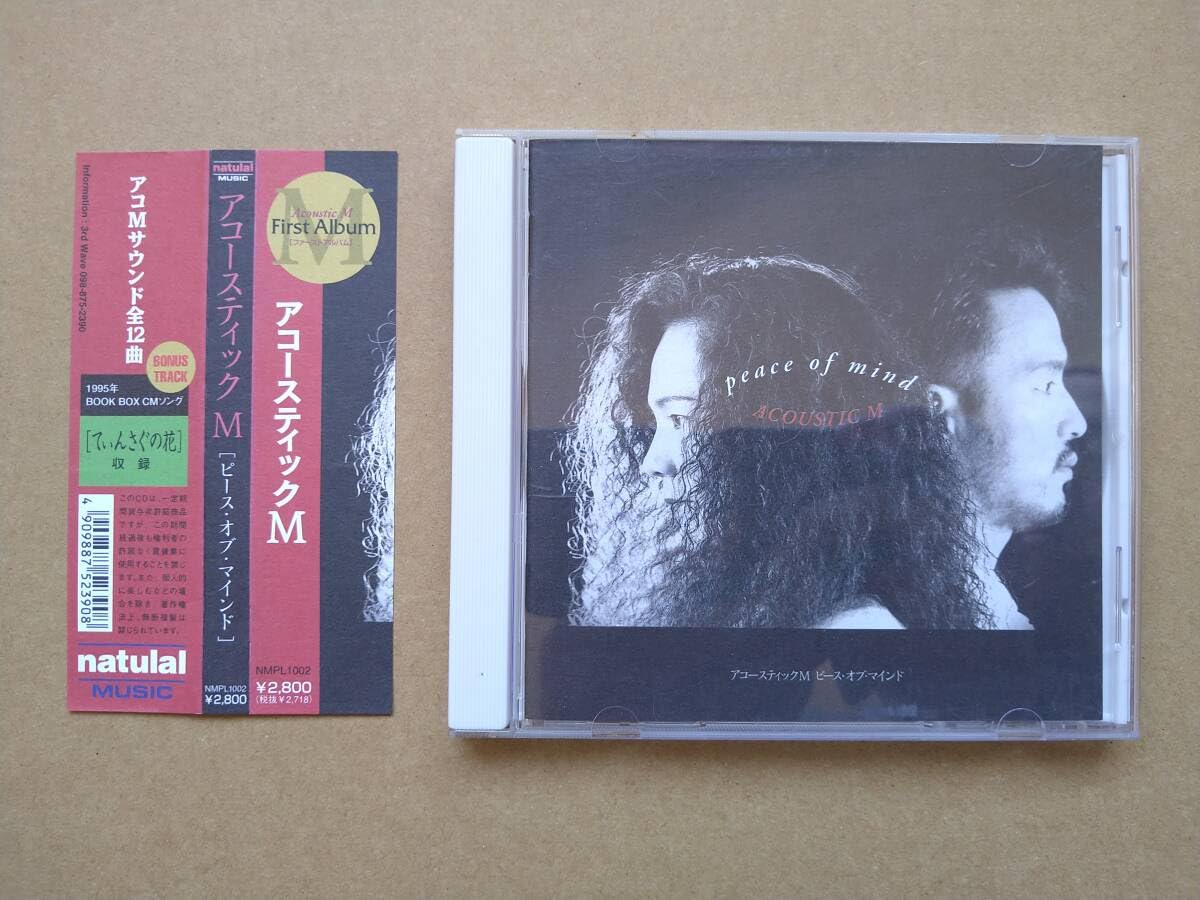 Information : 3rd Wave 098-875-2390
アコMサウンド全12曲
BONUS
TRACK
1995年
BOOK BOX CMソング
[てぃんさぐの花]
収録
4 909887 523908
このCDは、一定期
間貸与非許諾商品
ですが、この期間
経過後も権利者の
許諾なく賃貸業に
使用することを禁じ
ます。また、個人的
に楽しむなどの場
合を除き、著作権
法上、無断複製は
禁じられています。
natulal
MUSIC
natulal
MUSIC
アコースティック M [ピース・オブ・マインド]
NMPL1002
¥2,800
M
Acoustic M
First Album
[ファーストアルバム]
アコースティックM
NMPL1002
¥2,800
(税抜¥2,718)
peace of mind
ACOUSTIC M
アコースティックM ピース・オブ・マインド